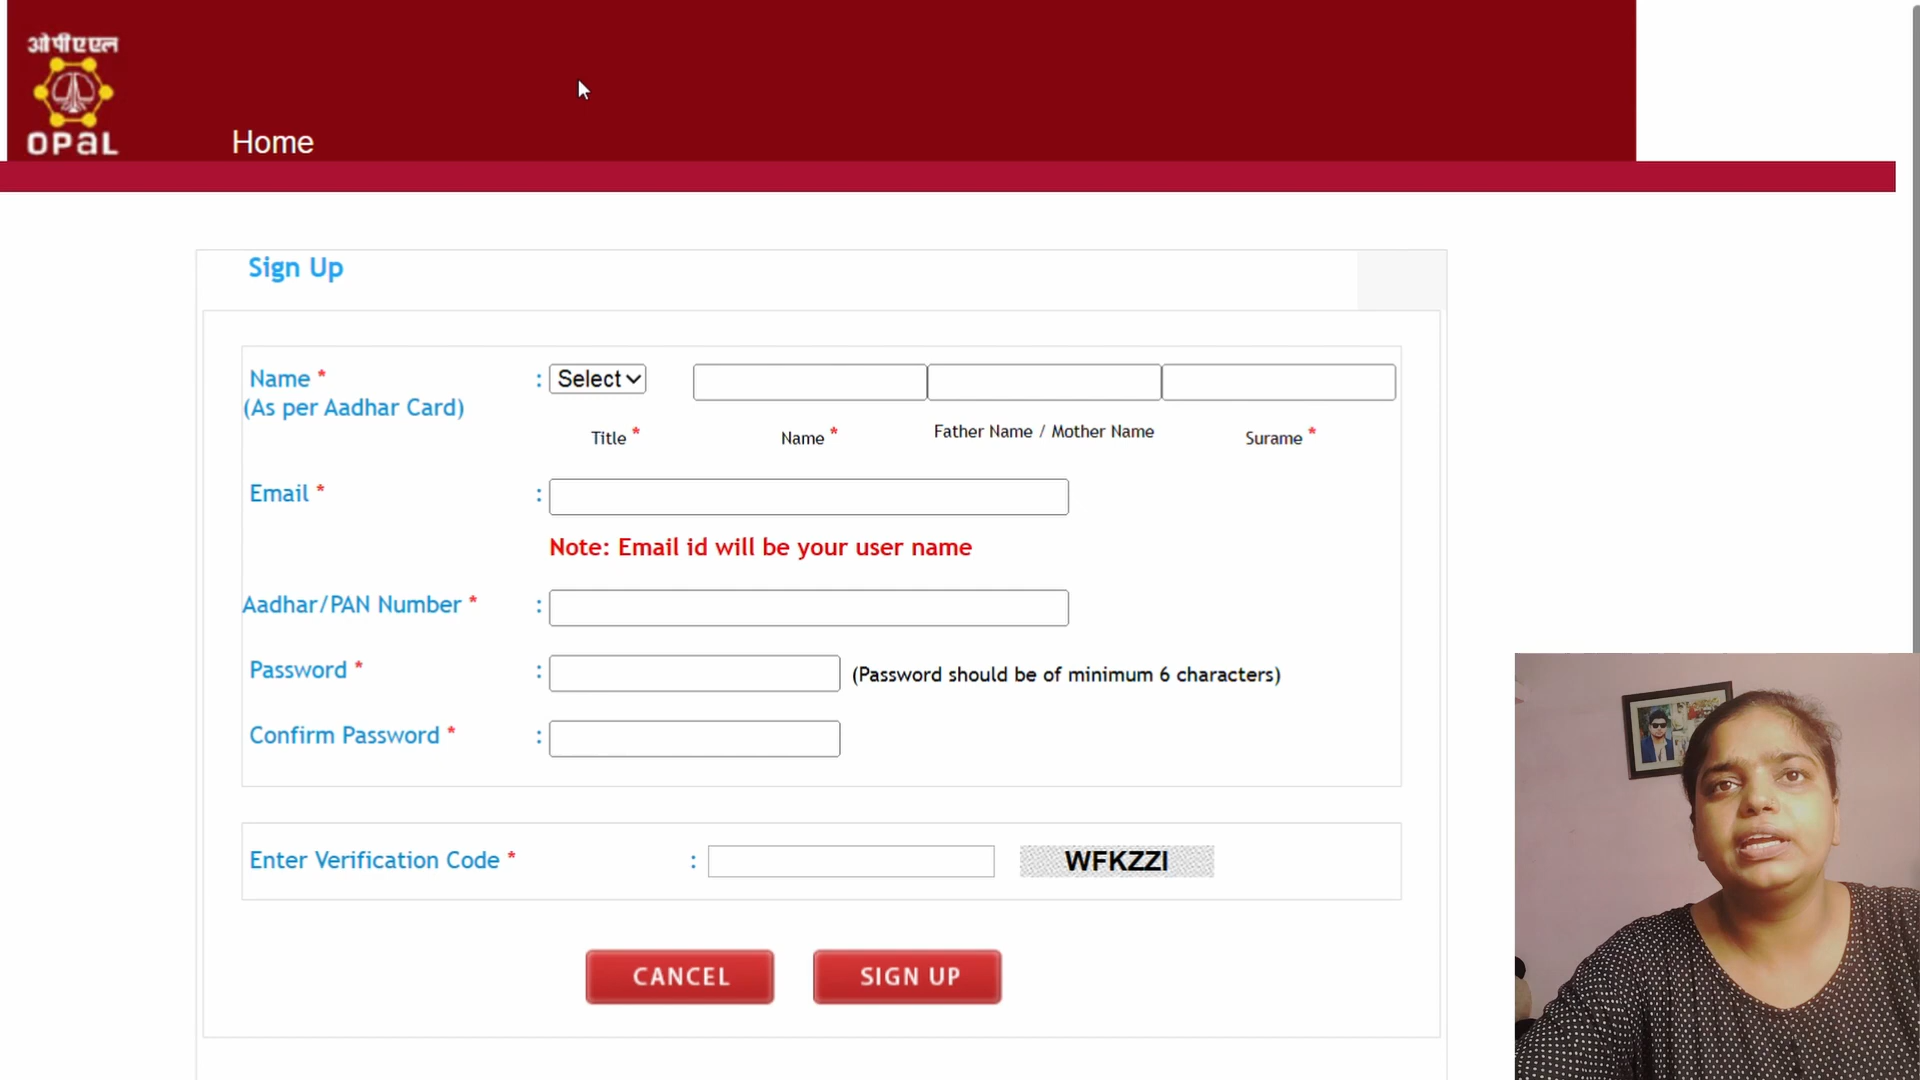 ओपीएएल
OPaL
Home
Sign Up
Name *
(As per Aadhar Card)
:
Select
Title *
Name *
Father Name / Mother Name
Surame *
Email * :
Note: Email id will be your user name
Aadhar/PAN Number * :
Password * : (Password should be of minimum 6 characters)
Confirm Password * :
Enter Verification Code * : WFKZZI
CANCEL SIGN UP